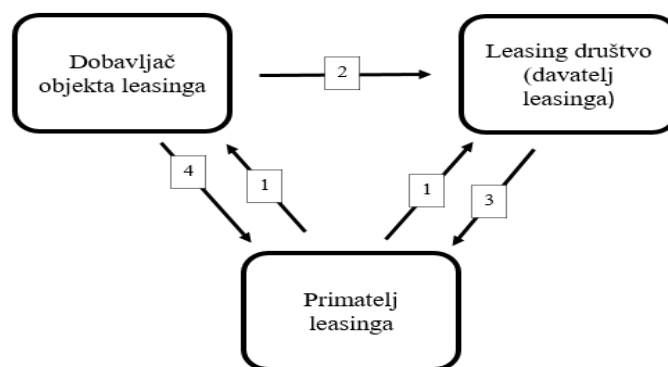 Dobavljač
objekta leasinga
2
Leasing društvo
(davatelj
leasinga)
4
1
1
3
Primatelj
leasinga